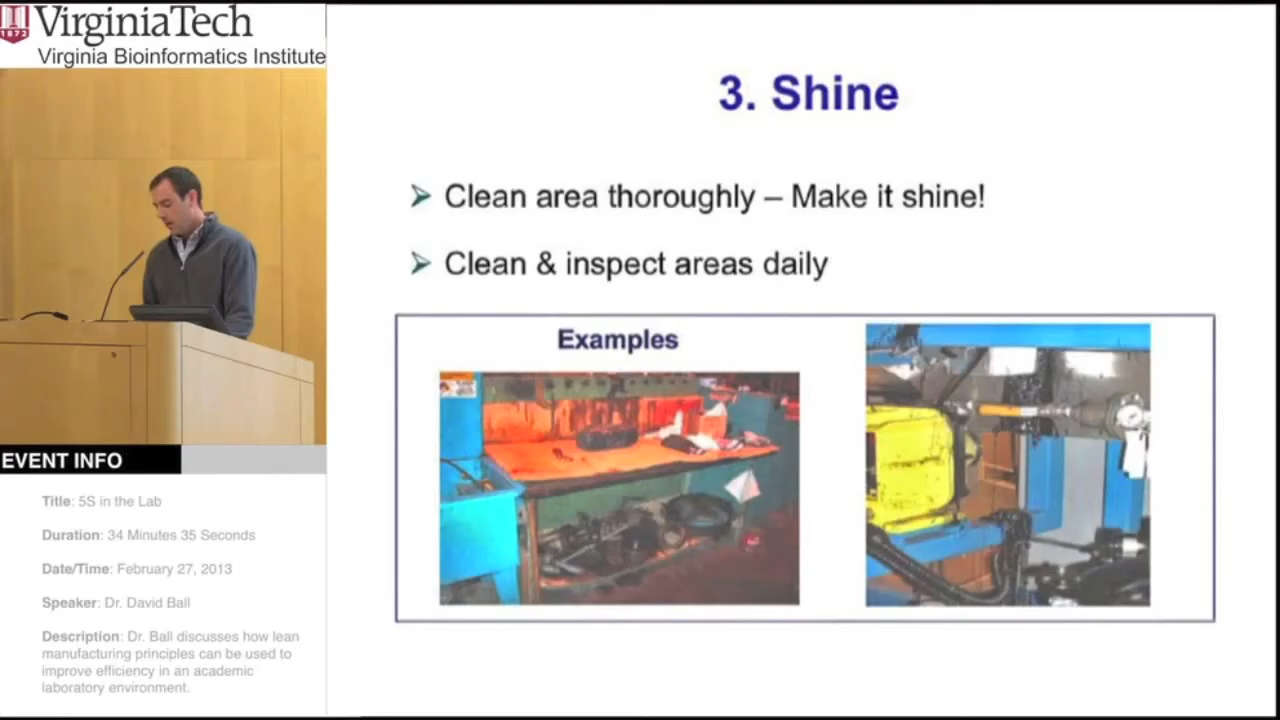 1872
VirginiaTech
Virginia Bioinformatics Institute
3. Shine
➢ Clean area thoroughly – Make it shine!
➢ Clean & inspect areas daily
Examples
EVENT INFO
Title: 5S in the Lab
Duration: 34 Minutes 35 Seconds
Date/Time: February 27, 2013
Speaker: Dr. David Ball
Description: Dr. Ball discusses how lean
manufacturing principles can be used to
improve efficiency in an academic
laboratory environment.